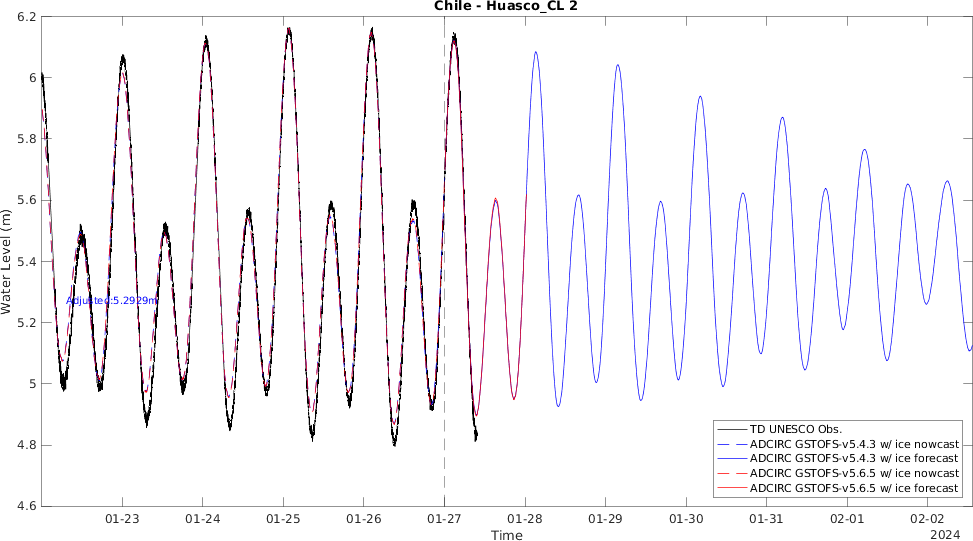 Chile - Huasco_CL 2
6.2
6
5.8
5.6
5.4
5.2
5
4.8
4.6
Water Level (m)
Adjusted:5.2929m
TD UNESCO Obs.
ADCIRC GSTOFS-v5.4.3 w/ ice nowcast
ADCIRC GSTOFS-v5.4.3 w/ ice forecast
ADCIRC GSTOFS-v5.6.5 w/ ice nowcast
ADCIRC GSTOFS-v5.6.5 w/ ice forecast
01-23 01-24 01-25 01-26 01-27 01-28 01-29 01-30 01-31 02-01 02-02
Time
2024